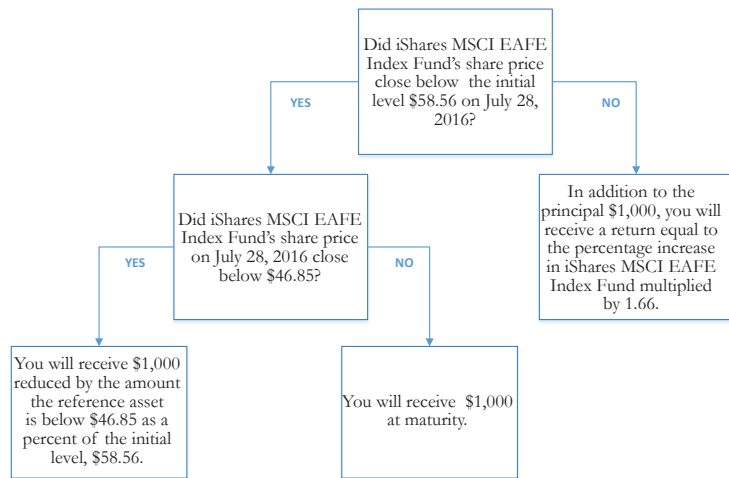 Did iShares MSCI EAFE
Index Fund's share price
close below the initial
level $58.56 on July 28,
2016?
YES
NO
Did iShares MSCI EAFE
Index Fund's share price
on July 28, 2016 close
below $46.85?
In addition to the
principal $1,000, you will
receive a return equal to
the percentage increase
in iShares MSCI EAFE
Index Fund multiplied
by 1.66.
YES
NO
You will receive $1,000
reduced by the amount
the reference asset
is below $46.85 as a
percent of the initial
level, $58.56.
You will receive $1,000
at maturity.